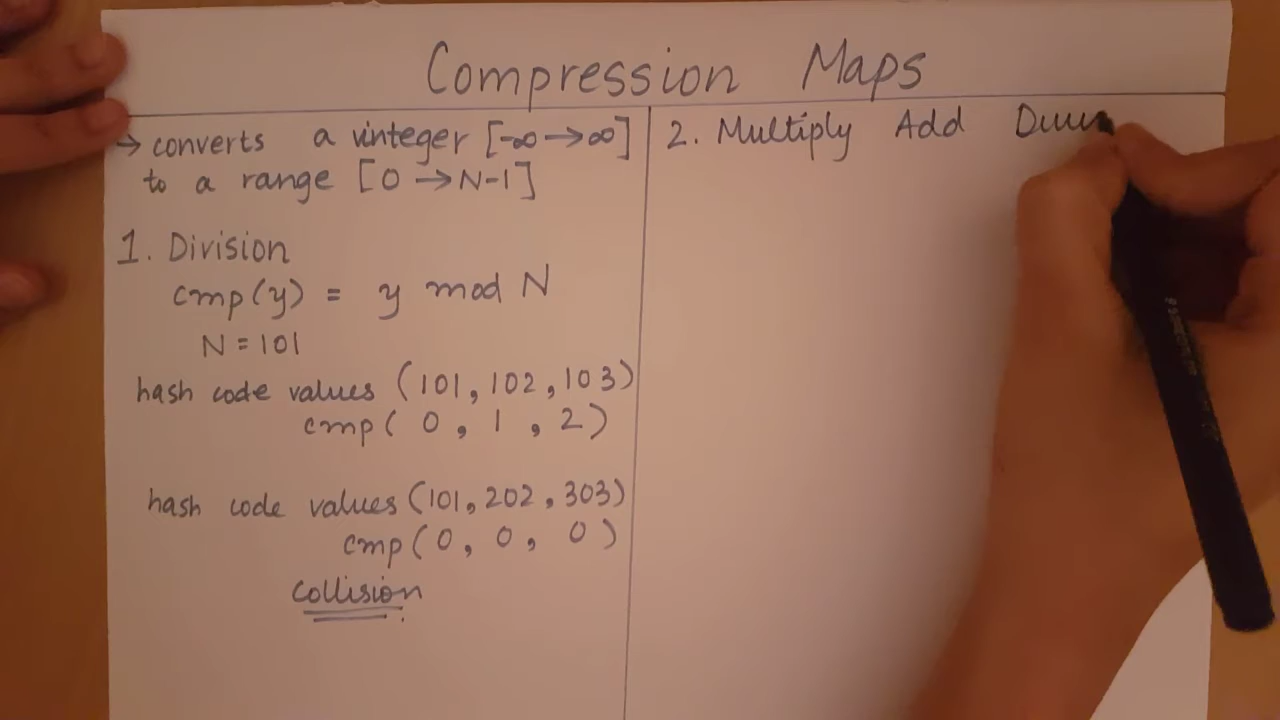 Compression Maps
→ converts a integer [-∞ → ∞]
to a range [0 → N-1]
1. Division
cmp(y) = y mod N
N = 101
hash code values (101, 102, 103)
cmp( 0, 1, 2)
hash code values (101, 202, 303)
cmp(0, 0, 0)
Collision
2. Multiply Add